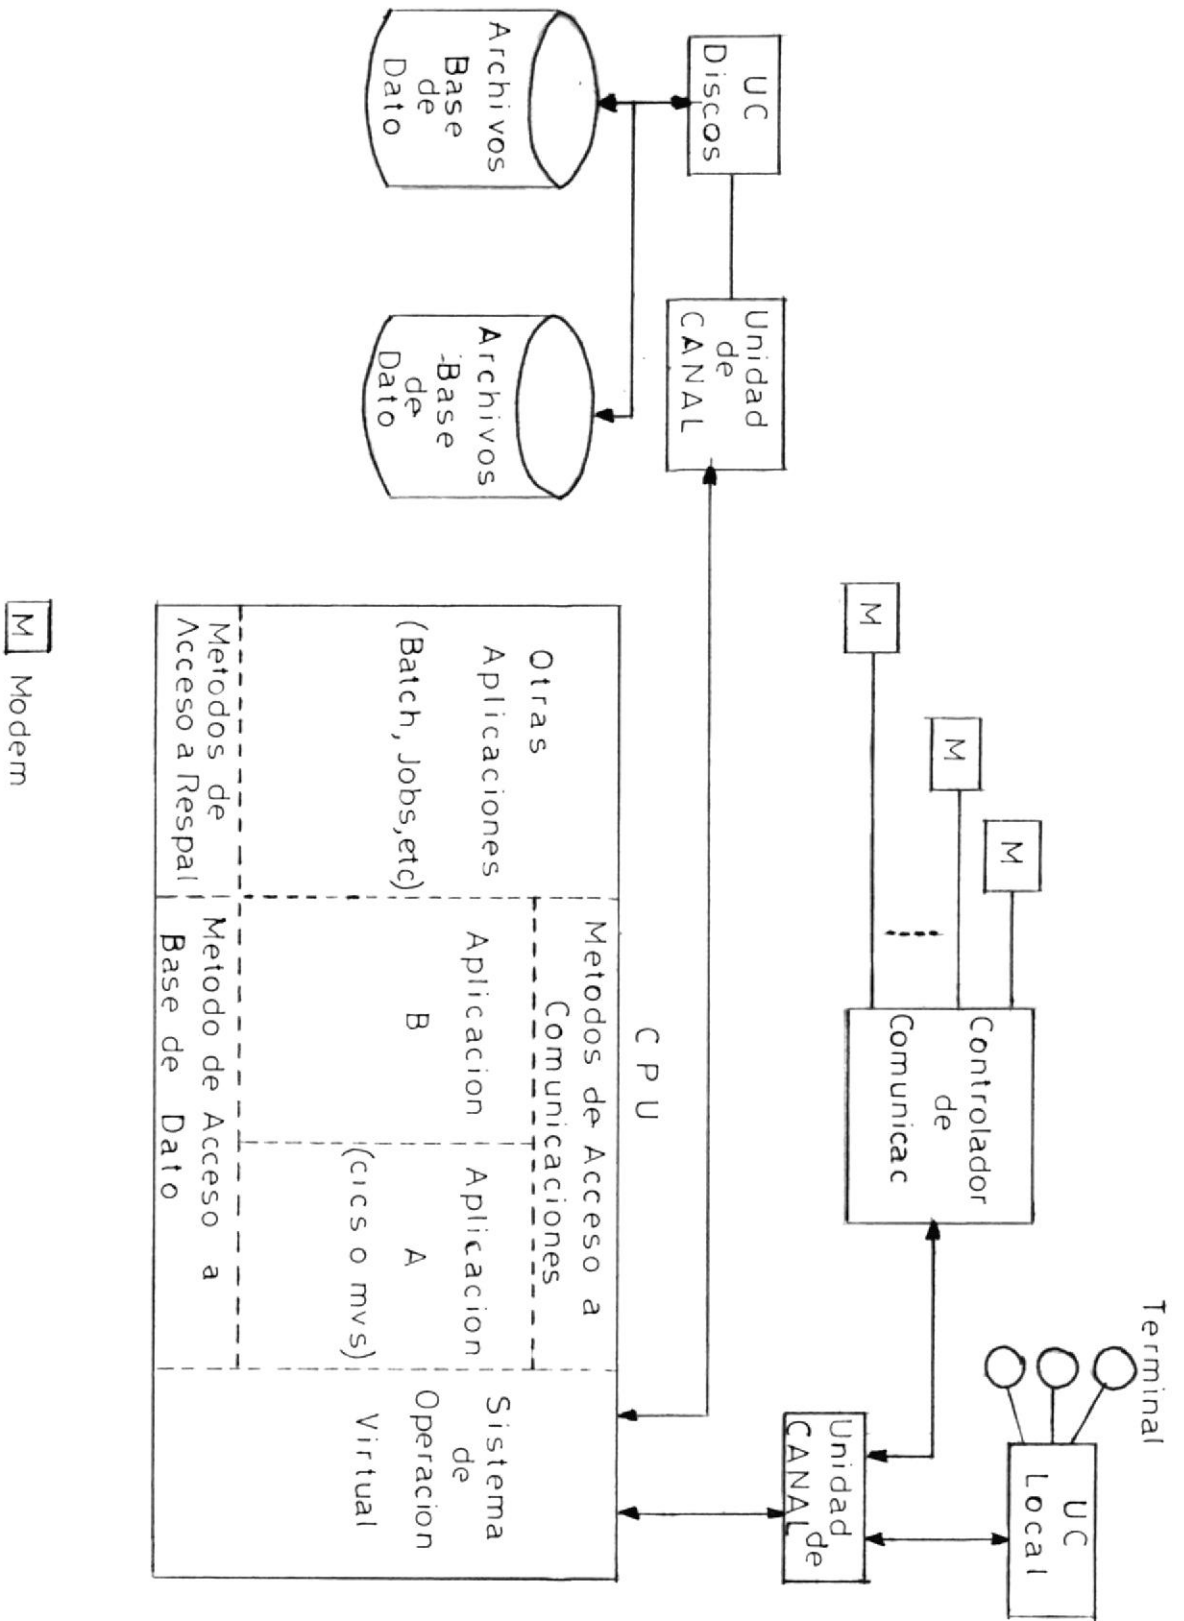 Terminal
UC
Local
Unidad de
CANAL
Controlador
de
Comunicac
M
M
M
CPU
Metodos de Acceso a
Comunicaciones
Sistema
de
Operacion
Virtual
Aplicacion
A
(cics o mvs)
Aplicacion
B
Otras
Aplicaciones
(Batch, Jobs,etc)
Metodos de
Acceso a Respal
Metodo de Acceso a
Base de Dato
UC
Discos
Unidad
de
CANAL
Archivos
Base
de
Dato
Archivos
Base
de
Dato
M Modem